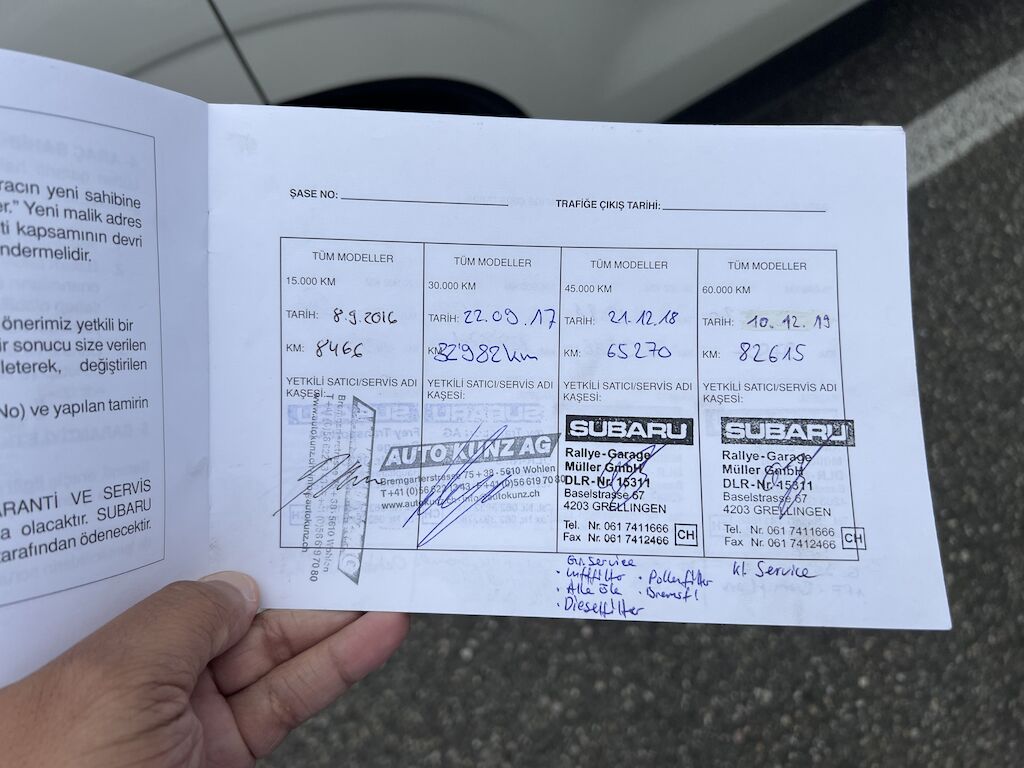 racın yeni sahibine
er.” Yeni malik adres
ti kapsamının devri
ndermelidir.
önerimiz yetkili bir
ir sonucu size verilen
leterek, değiştirilen
No) ve yapılan tamirin
ARANTİ VE SERVİS
a olacaktır. SUBARU
tarafından ödenecektir.
ŞASE NO:
TRAFİĞE ÇIKIŞ TARİHİ:
TÜM MODELLER
15.000 KM
TARİH: 8.9.2016
KM: 8466
YETKİLİ SATICI/SERVİS ADI
KAŞESİ:
TÜM MODELLER
30.000 KM
TARİH: 22.09.17
KM: 32'982 km
YETKİLİ SATICI/SERVİS ADI
KAŞESİ:
AUTO KUNZ AG
Bremgarterstrasse 75 + 38 - 5610 Wohlen
www.autokunz.ch
TÜM MODELLER
45.000 KM
TARİH: 21.12.18
KM: 65270
YETKİLİ SATICI/SERVİS ADI
KAŞESİ:
SUBARU
Rallye-Garage
Müller GmbH
DLR-Nr. 15311
Baselstrasse 67
4203 GRELLINGEN
Tel. Nr. 061 7411666
Fax Nr. 061 7412466
CH
Gr. Service
· Luftfilter · Pollenfilter
· Alle Öle · Bremsfl
· Dieselfilter
TÜM MODELLER
60.000 KM
TARİH: 10.12.19
KM: 82615
YETKİLİ SATICI/SERVİS ADI
KAŞESİ:
SUBARU
Rallye-Garage
Müller GmbH
DLR-Nr. 15311
Baselstrasse 67
4203 GRELLINGEN
Tel. Nr. 061 7411666
Fax Nr. 061 7412466
CH
kl. Service